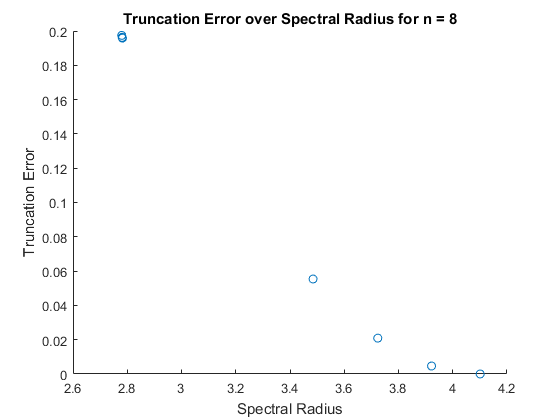 Truncation Error over Spectral Radius for n = 8
0.2
0.18
0.16
0.14
0.12
0.1
0.08
0.06
0.04
0.02
0
Truncation Error
2.6 2.8 3 3.2 3.4 3.6 3.8 4 4.2
Spectral Radius